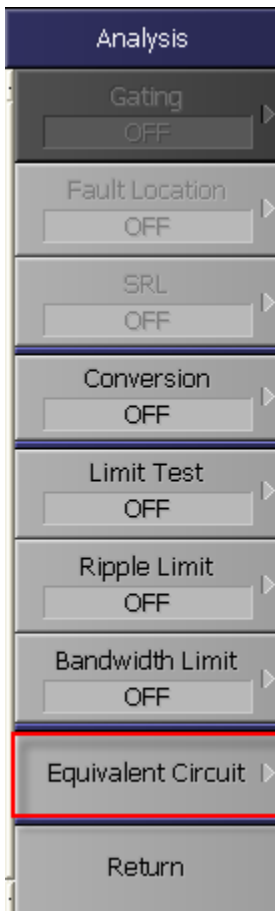 Analysis
Gating
OFF
Fault Location
OFF
SRL
OFF
Conversion
OFF
Limit Test
OFF
Ripple Limit
OFF
Bandwidth Limit
OFF
Equivalent Circuit
Return